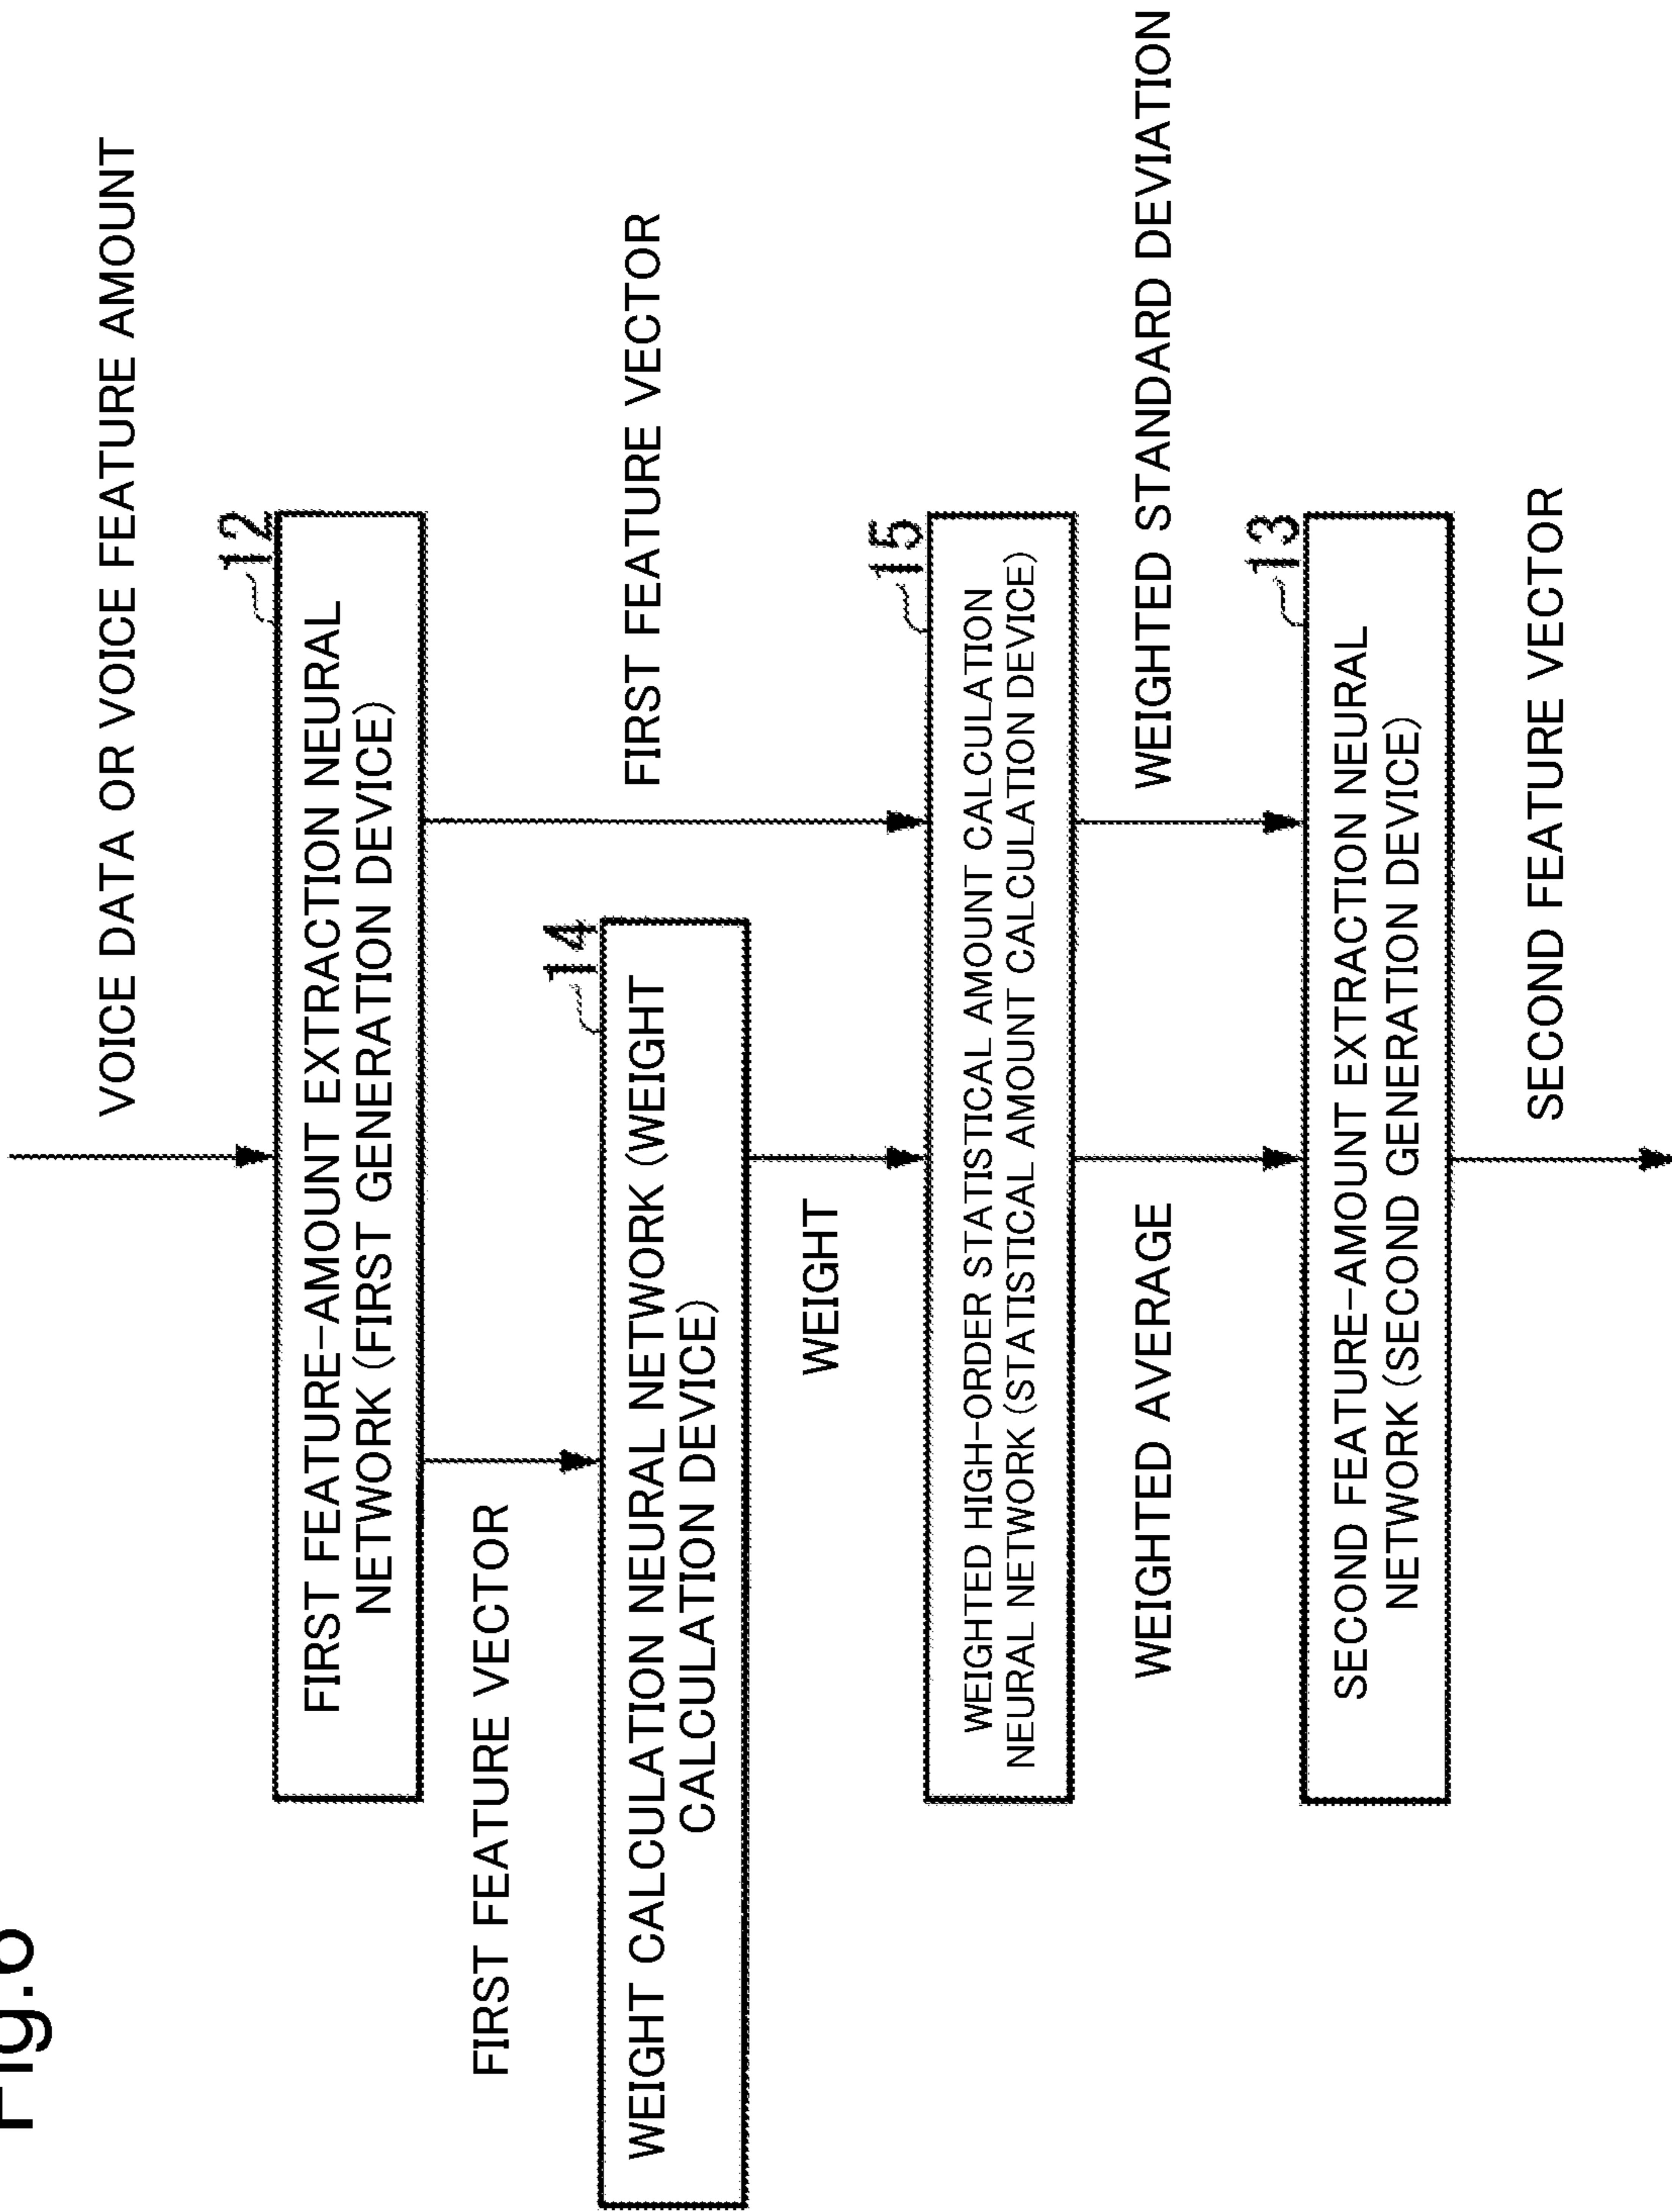 Fig.
VOICE DATA OR VOICE FEATURE AMOUNT
12
FIRST FEATURE-AMOUNT EXTRACTION NEURAL
NETWORK (FIRST GENERATION DEVICE)
FIRST FEATURE VECTOR
14
WEIGHT CALCULATION NEURAL NETWORK (WEIGHT
CALCULATION DEVICE)
FIRST FEATURE VECTOR
WEIGHT
15
WEIGHTED HIGH-ORDER STATISTICAL AMOUNT CALCULATION
NEURAL NETWORK (STATISTICAL AMOUNT CALCULATION DEVICE)
WEIGHTED AVERAGE
WEIGHTED STANDARD DEVIATION
13
SECOND FEATURE-AMOUNT EXTRACTION NEURAL
NETWORK (SECOND GENERATION DEVICE)
SECOND FEATURE VECTOR